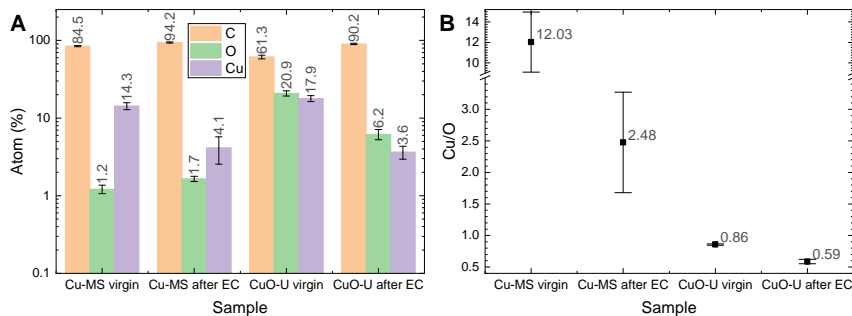 A
100
10
1
0.1
Atom (%)
84.5
1.2
14.3
94.2
1.7
4.1
61.3
20.9
17.9
90.2
6.2
3.6
C
O
Cu
Cu-MS virgin
Cu-MS after EC
CuO-U virgin
CuO-U after EC
Sample
B
14
12
10
3.0
2.5
2.0
1.5
1.0
0.5
Cu/O
12.03
2.48
0.86
0.59
Cu-MS virgin
Cu-MS after EC
CuO-U virgin
CuO-U after EC
Sample